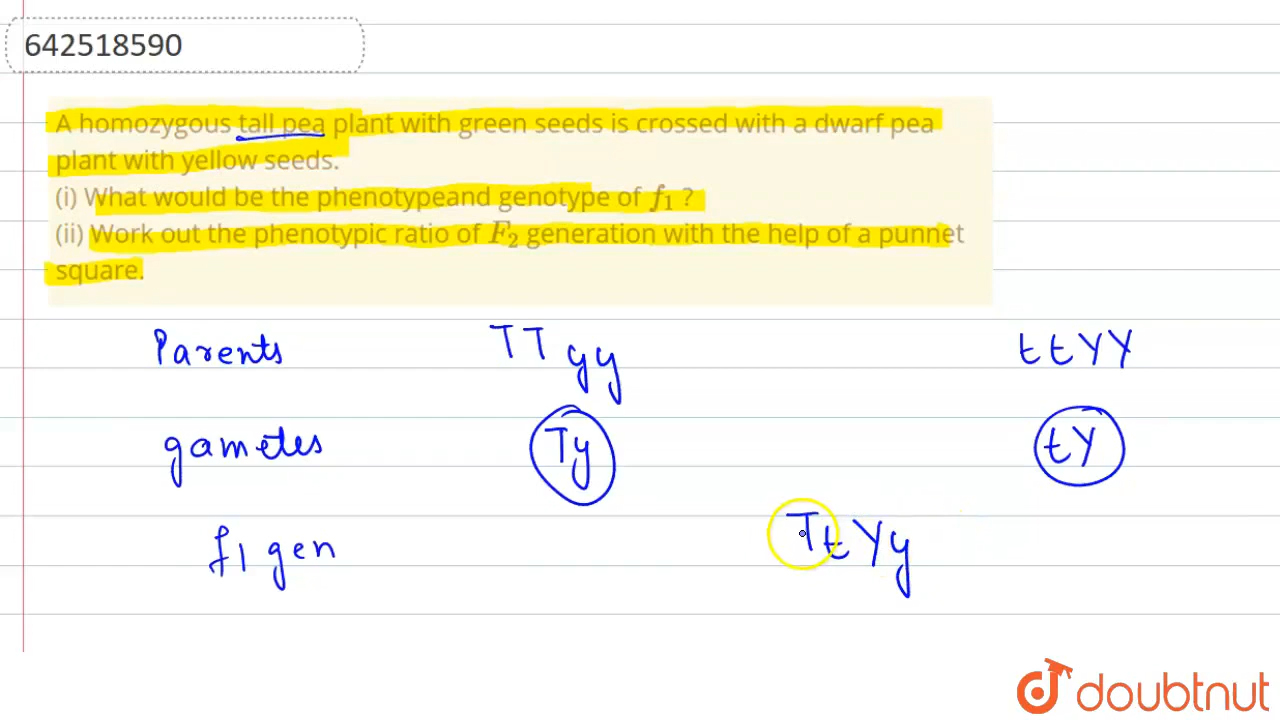 642518590
A homozygous tall pea plant with green seeds is crossed with a dwarf pea
plant with yellow seeds.
(i) What would be the phenotypeand genotype of f₁ ?
(ii) Work out the phenotypic ratio of F₂ generation with the help of a punnet
square.
Parents TTyy ttYY
gametes Ty tY
f1 gen TtYy
doubtnut